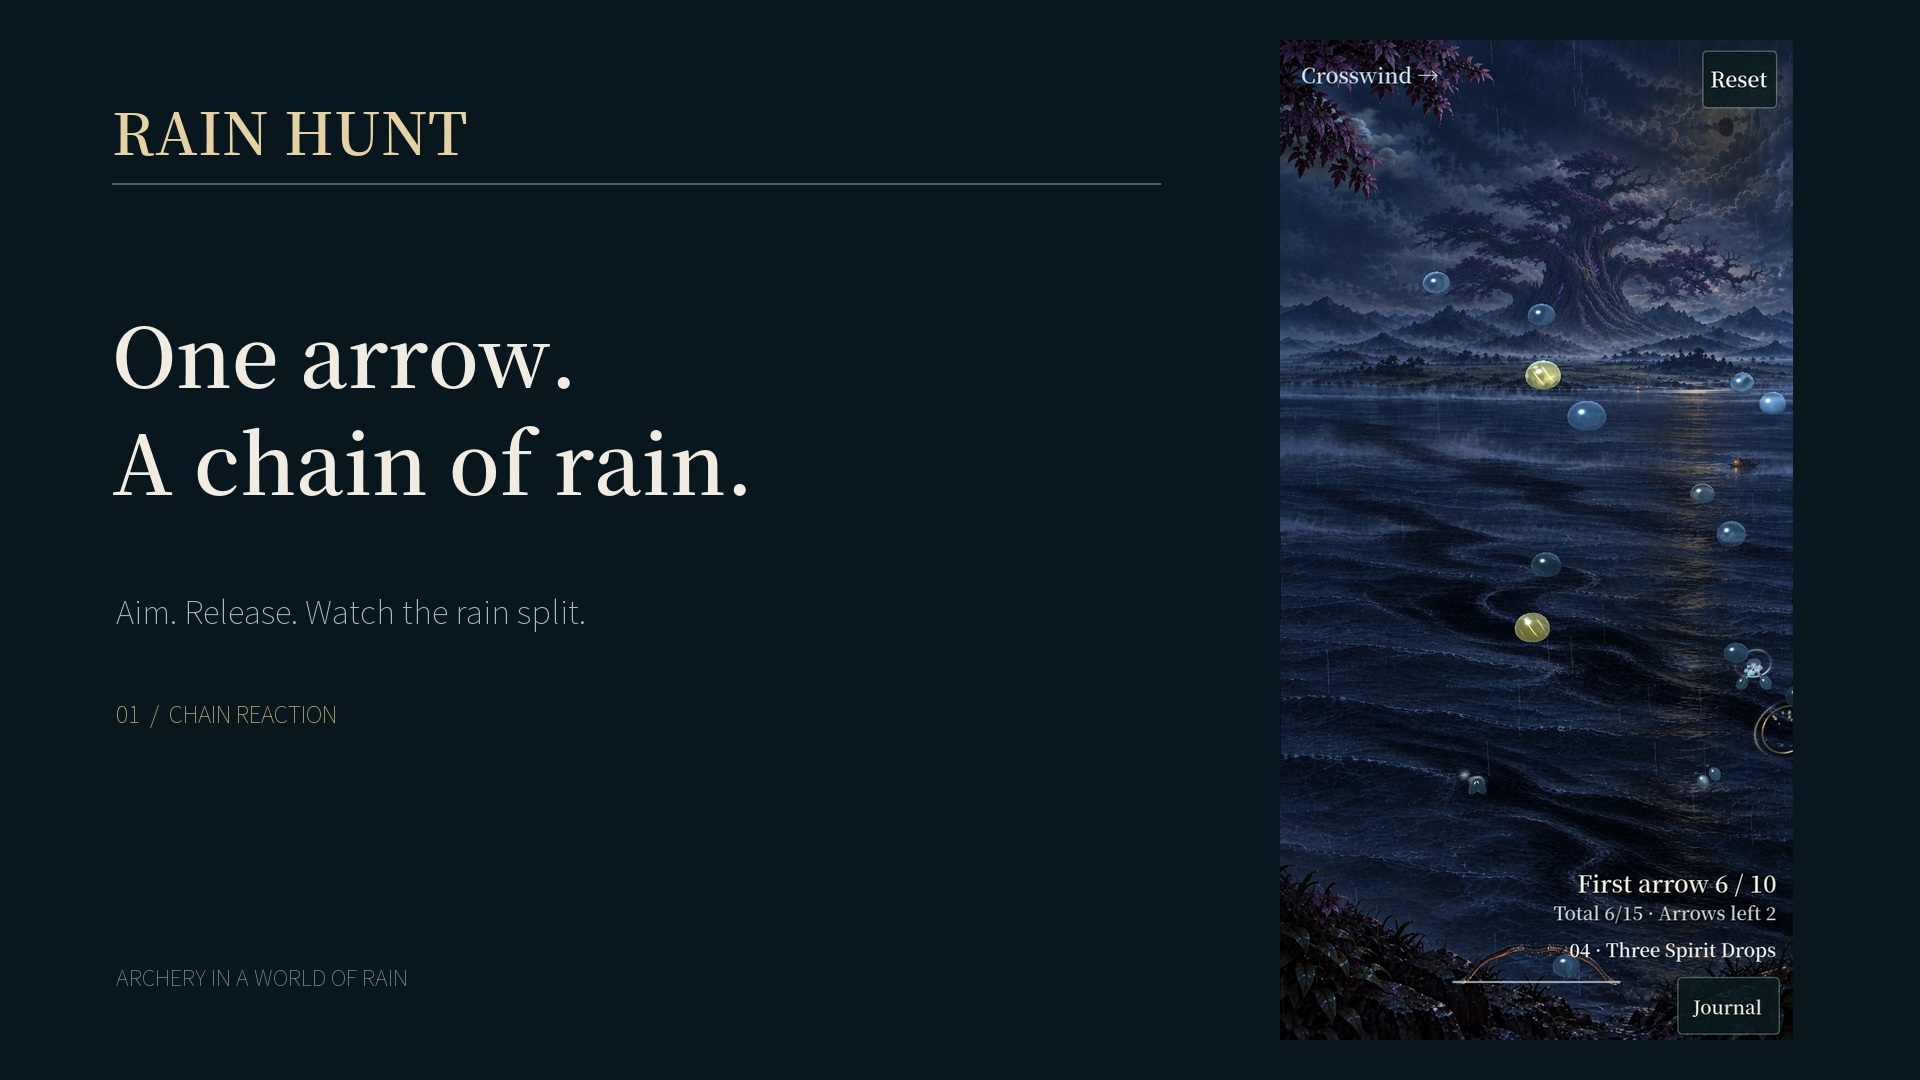 RAIN HUNT
One arrow.
A chain of rain.
Aim. Release. Watch the rain split.
01 / CHAIN REACTION
ARCHERY IN A WORLD OF RAIN
Crosswind →
Reset
First arrow 6 / 10
Total 6/15 · Arrows left 2
04 · Three Spirit Drops
Journal